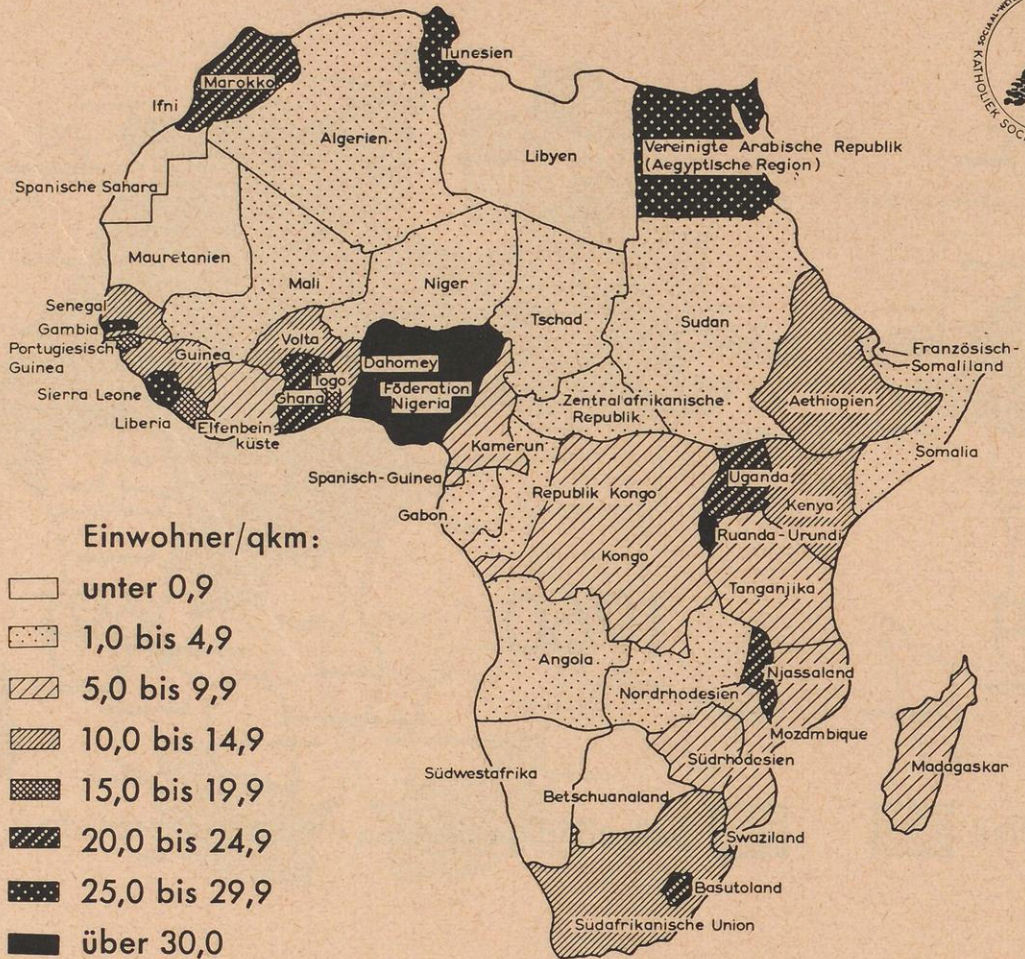 SOCIAAL-WET
KATHOLIEK SOC
Tunesien
Marokko
Ifni
Algerien
Libyen
Vereinigte Arabische Republik
(Aegyptische Region)
Spanische Sahara
Mauretanien
Mali
Niger
Tschad
Sudan
Senegal
Gambia
Portugiesisch
Guinea
Guinea
Volta
Dahomey
Togo
Ghana
Föderation
Nigeria
Französisch-
Somaliland
Sierra Leone
Liberia
Elfenbein
küste
Zentralafrikanische
Republik
Aethiopien
Kamerun
Somalia
Spanisch-Guinea
Gabon
Republik Kongo
Uganda
Kenya
Ruanda-Urundi
Kongo
Tanganjika
Angola
Nordrhodesien
Njassaland
Mozambique
Südrhodesien
Madagaskar
Südwestafrika
Betschuanaland
Swaziland
Basutoland
Südafrikanische Union
Einwohner/qkm:
unter 0,9
1,0 bis 4,9
5,0 bis 9,9
10,0 bis 14,9
15,0 bis 19,9
20,0 bis 24,9
25,0 bis 29,9
über 30,0